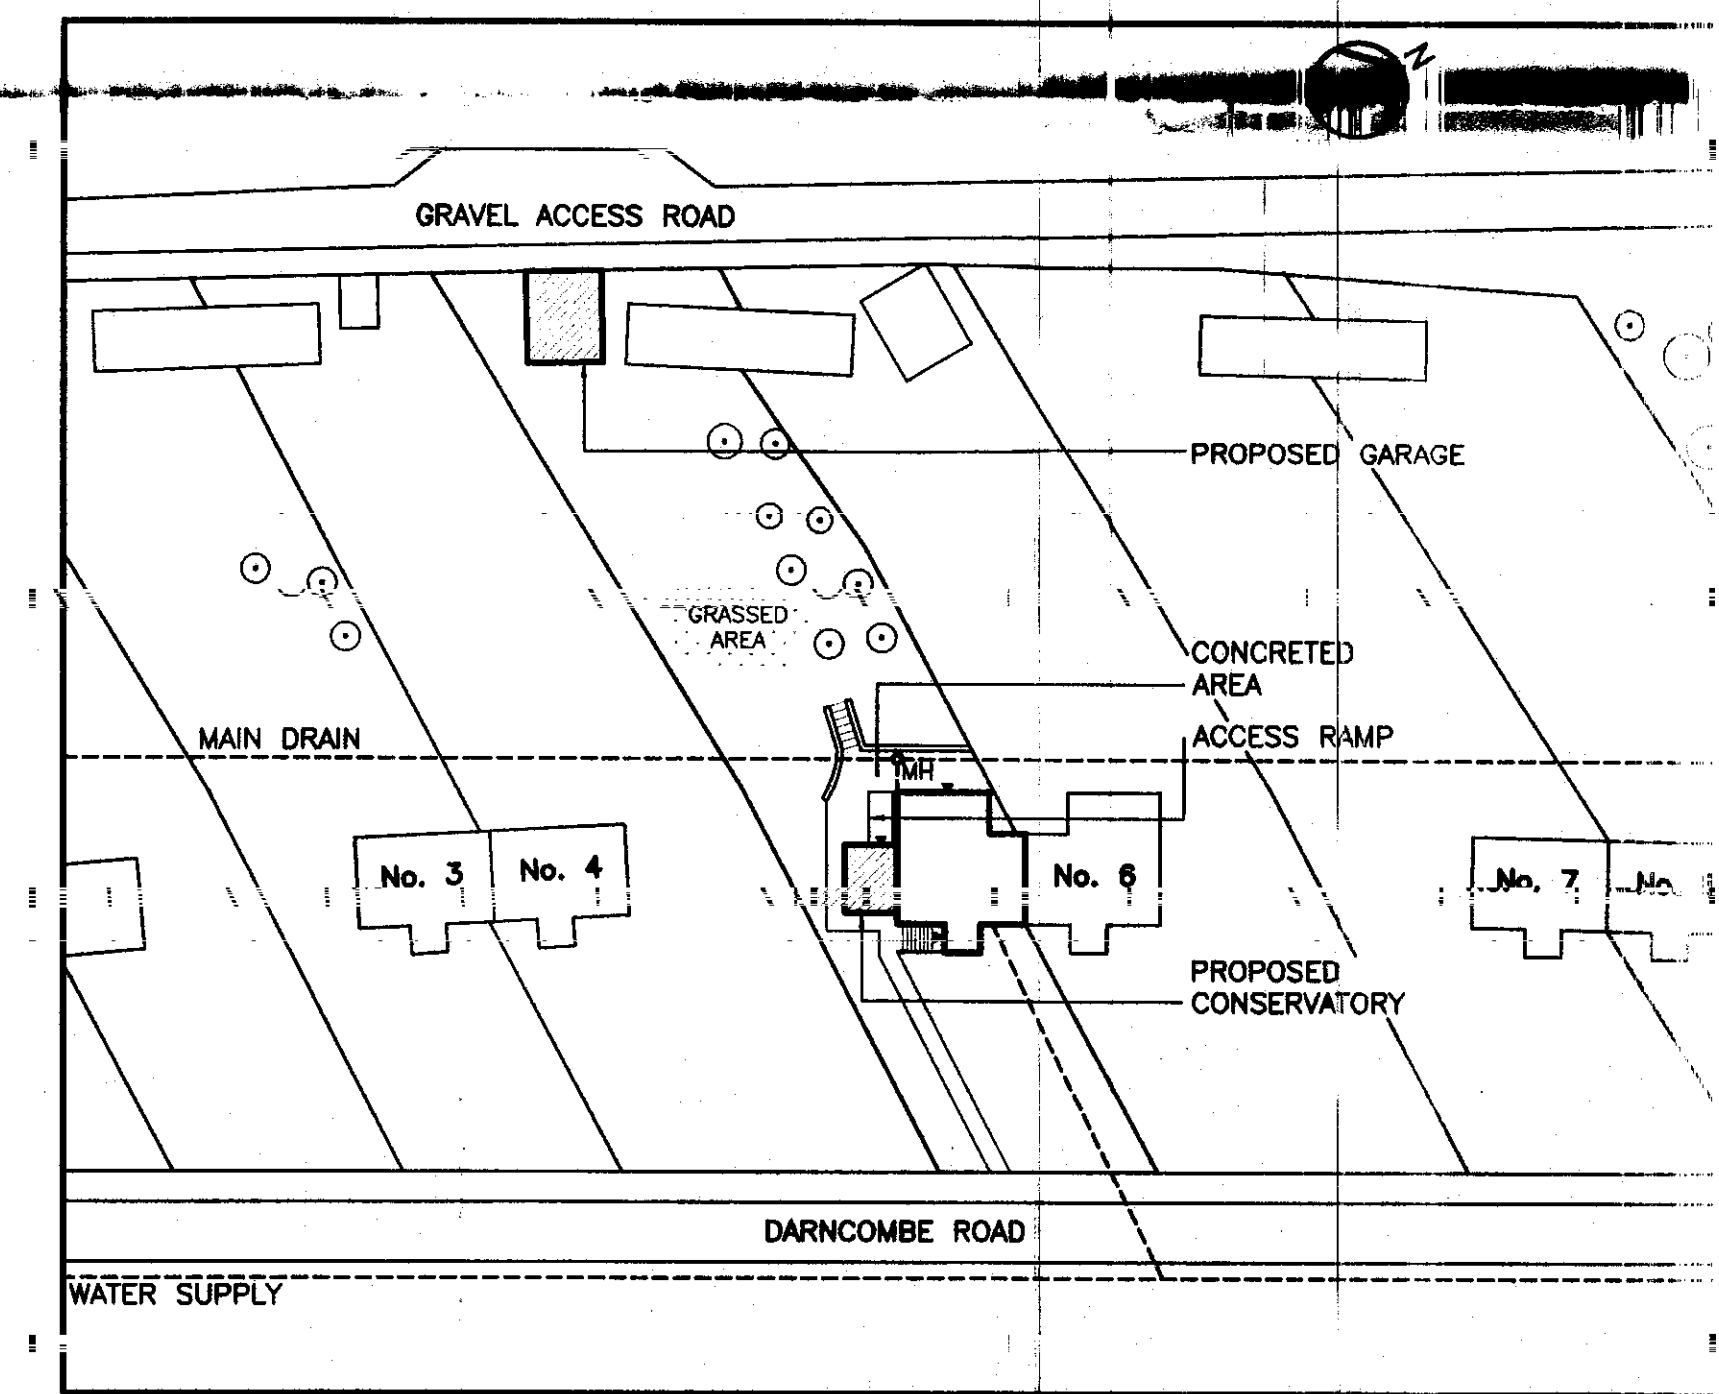 N
GRAVEL ACCESS ROAD
PROPOSED GARAGE
GRASSED
AREA
CONCRETED
AREA
MAIN DRAIN
ACCESS RAMP
MH
No. 3
No. 4
No. 6
No. 7
No.
PROPOSED
CONSERVATORY
DARNCOMBE ROAD
WATER SUPPLY